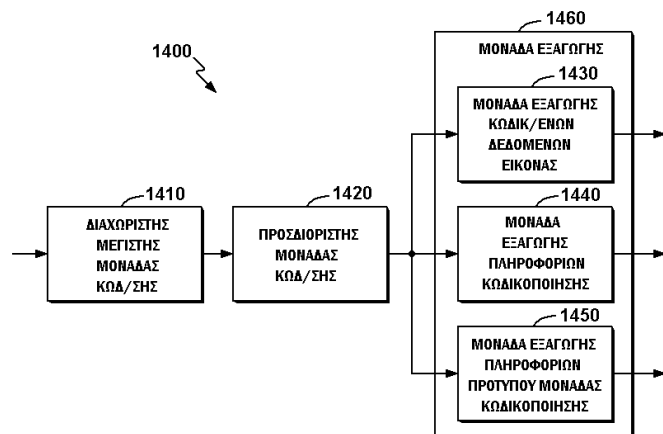 1400
1460
ΜΟΝΑΔΑ ΕΞΑΓΩΓΗΣ
1430
ΜΟΝΑΔΑ ΕΞΑΓΩΓΗΣ
ΚΩΔΙΚ/ΕΝΩΝ
ΔΕΔΟΜΕΝΩΝ
ΕΙΚΟΝΑΣ
1410
ΔΙΑΧΩΡΙΣΤΗΣ
ΜΕΓΙΣΤΗΣ
ΜΟΝΑΔΑΣ
ΚΩΔ/ΣΗΣ
1420
ΠΡΟΣΔΙΟΡΙΣΤΗΣ
ΜΟΝΑΔΑΣ
ΚΩΔ/ΣΗΣ
1440
ΜΟΝΑΔΑ
ΕΞΑΓΩΓΗΣ
ΠΛΗΡΟΦΟΡΙΩΝ
ΚΩΔΙΚΟΠΟΙΗΣΗΣ
1450
ΜΟΝΑΔΑ ΕΞΑΓΩΓΗΣ
ΠΛΗΡΟΦΟΡΙΩΝ
ΠΡΟΤΥΠΟΥ ΜΟΝΑΔΑΣ
ΚΩΔΙΚΟΠΟΙΗΣΗΣ